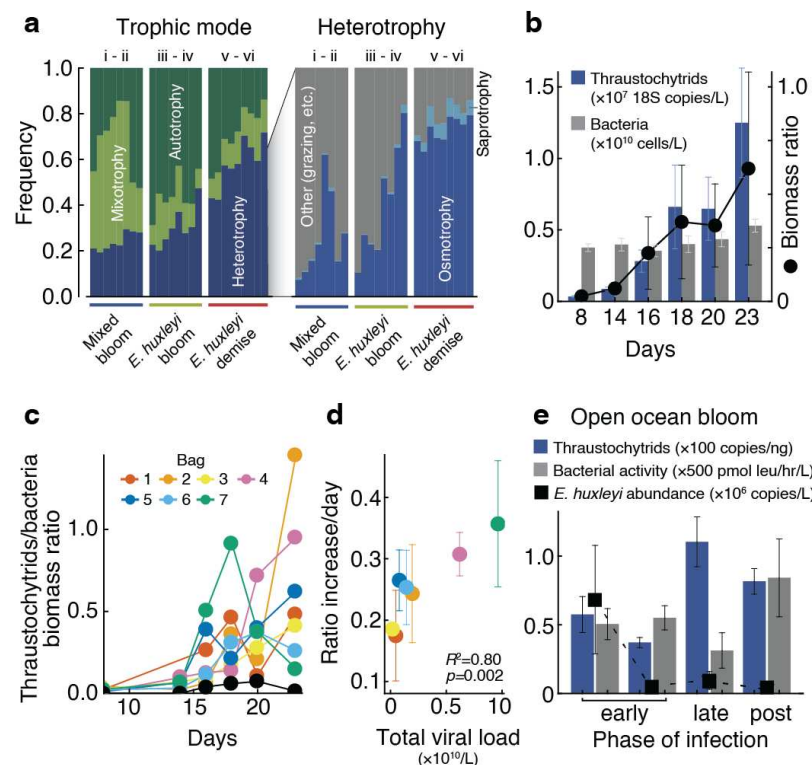 a
Trophic mode
Heterotrophy
i - ii
iii - iv
v - vi
i - ii
iii - iv
v - vi
Frequency
1.0
0.8
0.6
0.4
0.2
0.0
Mixotrophy
Autotrophy
Heterotrophy
Other (grazing, etc.)
Osmotrophy
Saprotrophy
Mixed
bloom
E. huxleyi
bloom
E. huxleyi
demise
Mixed
bloom
E. huxleyi
bloom
E. huxleyi
demise
b
Thraustochytrids
(×10⁷ 18S copies/L)
Bacteria
(×10¹⁰ cells/L)
1.5
1.0
0.5
0
1.0
0
Biomass ratio
8
14
16
18
20
23
Days
c
Bag
1
2
3
4
5
6
7
Thraustochytrids/bacteria
biomass ratio
1.0
0.5
0.0
10
15
20
Days
d
Ratio increase/day
0.4
0.3
0.2
0.1
R²=0.80
p=0.002
0
0.5
1.0
Total viral load
(×10¹⁰/L)
e
Open ocean bloom
Thraustochytrids (×100 copies/ng)
Bacterial activity (×500 pmol leu/hr/L)
E. huxleyi abundance (×10⁶ copies/L)
1.0
0.5
0.0
early
late
post
Phase of infection